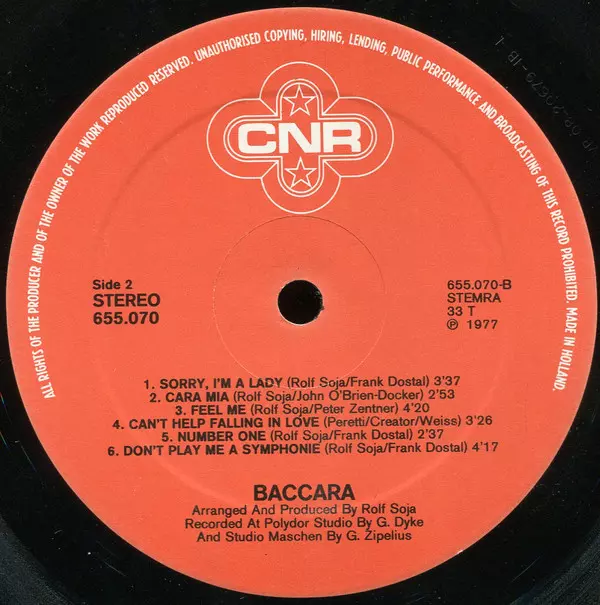 ALL RIGHTS OF THE PRODUCER AND OF THE OWNER OF THE WORK REPRODUCED RESERVED. UNAUTHORISED COPYING, HIRING, LENDING, PUBLIC PERFORMANCE AND BROADCASTING OF THIS RECORD PROHIBITED. MADE IN HOLLAND.
CNR
Side 2
STEREO
655.070
655.070-B
STEMRA
33 T
℗ 1977
1. SORRY, I'M A LADY (Rolf Soja/Frank Dostal) 3'37
2. CARA MIA (Rolf Soja/John O'Brien-Docker) 2'53
3. FEEL ME (Rolf Soja/Peter Zentner) 4'20
4. CAN'T HELP FALLING IN LOVE (Peretti/Creator/Weiss) 3'26
5. NUMBER ONE (Rolf Soja/Frank Dostal) 2'37
6. DON'T PLAY ME A SYMPHONIE (Rolf Soja/Frank Dostal) 4'17
BACCARA
Arranged And Produced By Rolf Soja
Recorded At Polydor Studio By G. Dyke
And Studio Maschen By G. Zipelius